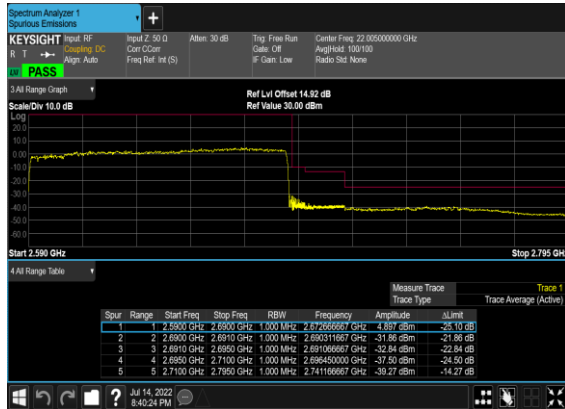 Spectrum Analyzer 1
Spurious Emissions
+
KEYSIGHT Input: RF Input Z: 50 Ω Atten: 30 dB Trig: Free Run Center Freq: 22.005000000 GHz
R T Coupling: DC Corr CCorr Gate: Off Avg|Hold: 100/100
Align: Auto Freq Ref: Int (S) IF Gain: Low Radio Std: None
PASS
3 All Range Graph
Ref Lvl Offset 14.92 dB
Scale/Div 10.0 dB Ref Value 30.00 dBm
Log
20.0
10.0
0.00
-10.0
-20.0
-30.0
-40.0
-50.0
-60.0
Start 2.590 GHz Stop 2.795 GH
4 All Range Table
Measure Trace Trace 1
Trace Type Trace Average (Active)
Spur Range Start Freq Stop Freq RBW Frequency Amplitude ΔLimit
1 1 2.5900 GHz 2.6900 GHz 1.000 MHz 2.672666667 GHz 4.897 dBm -25.10 dB
2 2 2.6900 GHz 2.6910 GHz 1.000 MHz 2.690311667 GHz -31.86 dBm -21.86 dB
3 3 2.6910 GHz 2.6950 GHz 1.000 MHz 2.691066667 GHz -32.84 dBm -22.84 dB
4 4 2.6950 GHz 2.7100 GHz 1.000 MHz 2.696450000 GHz -37.50 dBm -24.50 dB
5 5 2.7100 GHz 2.7950 GHz 1.000 MHz 2.741166667 GHz -39.27 dBm -14.27 dB
? Jul 14, 2022
8:40:24 PM